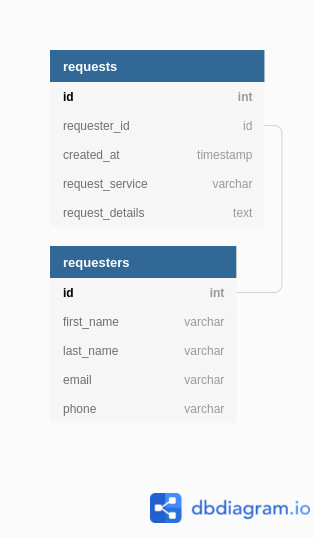 requests
id int
requester_id id
created_at timestamp
request_service varchar
request_details text
requesters
id int
first_name varchar
last_name varchar
email varchar
phone varchar
dbdiagram.io